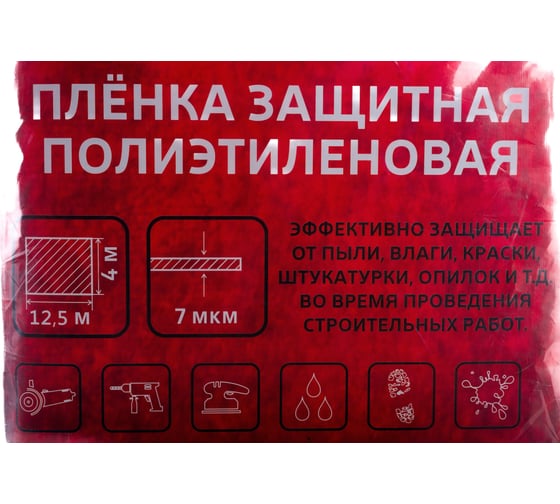 ПЛЁНКА ЗАЩИТНАЯ
ПОЛИЭТИЛЕНОВАЯ
4 м
12,5 м
7 мкм
ЭФФЕКТИВНО ЗАЩИЩАЕТ
ОТ ПЫЛИ, ВЛАГИ, КРАСКИ,
ШТУКАТУРКИ, ОПИЛОК И Т.Д.
ВО ВРЕМЯ ПРОВЕДЕНИЯ
СТРОИТЕЛЬНЫХ РАБОТ.